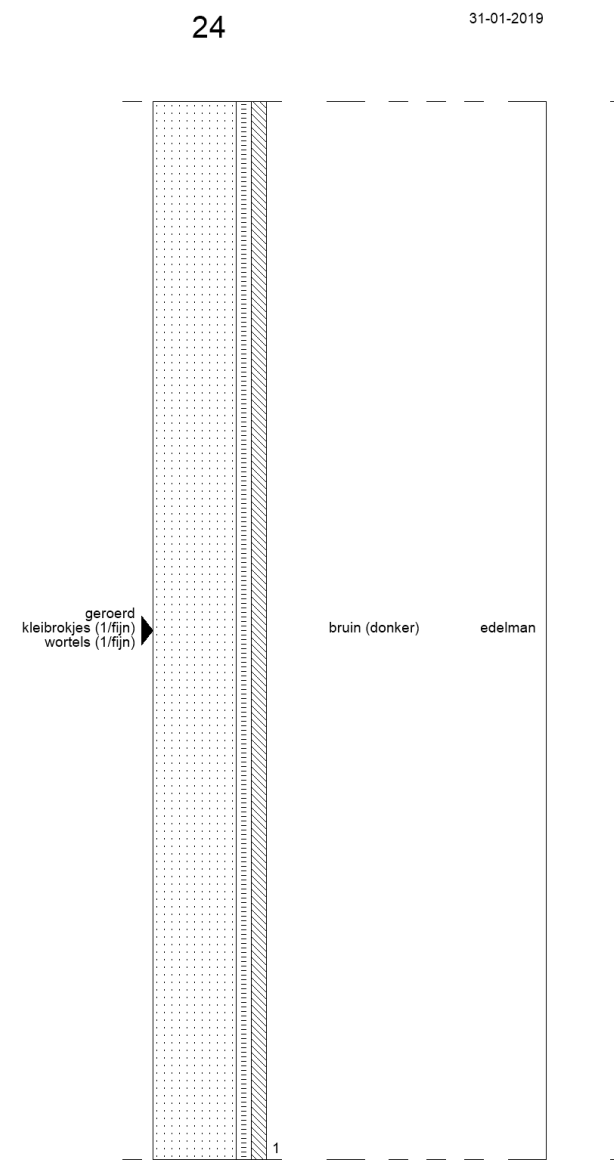 24
31-01-2019
geroerd
kleibrokjes (1/fijn)
wortels (1/fijn)
bruin (donker)
edelman
1